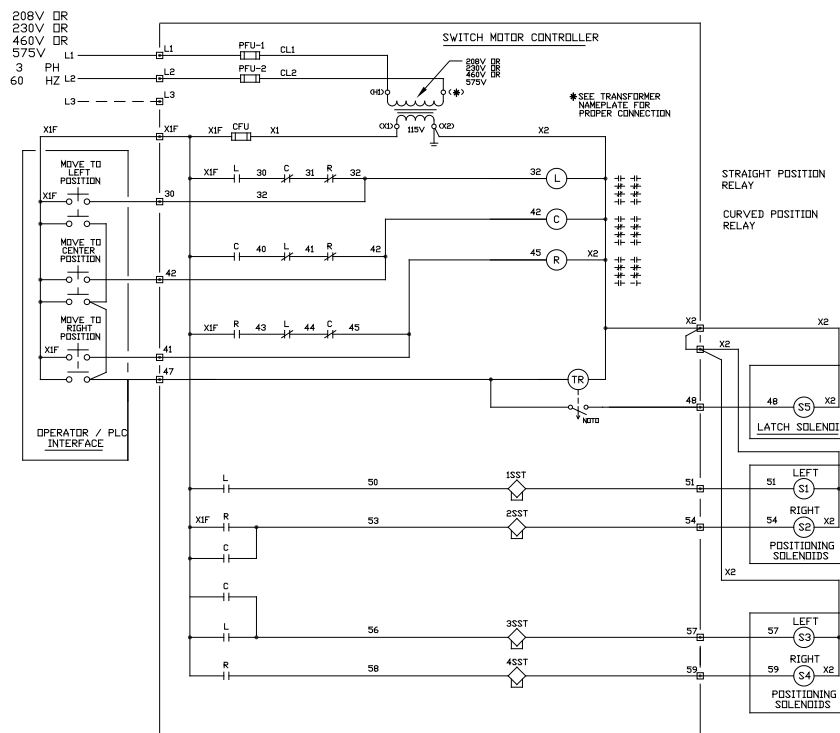 208V OR
230V OR
460V OR
575V
3 PH
60 HZ
L1
L2
L3
L1
L2
L3
PFU-1
CL1
PFU-2
CL2
SWITCH MOTOR CONTROLLER
208V OR
230V OR
460V OR
575V
(H1)
(*)
* SEE TRANSFORMER
NAMEPLATE FOR
PROPER CONNECTION
X1F
X1F
X1F
CFU
X1
(X1)
115V
(X2)
X2
MOVE TO
LEFT
POSITION
X1F
30
X1F
L
30
C
31
R
32
32
32
L
STRAIGHT POSITION
RELAY
42
C
CURVED POSITION
RELAY
MOVE TO
CENTER
POSITION
42
C
40
L
41
R
42
45
R
X2
MOVE TO
RIGHT
POSITION
X1F
41
47
X1F
R
43
L
44
C
45
X2
X2
X2
TR
NOTO
48
48
S5
X2
LATCH SOLENOI
OPERATOR / PLC
INTERFACE
L
50
1SST
51
51
LEFT
S1
X1F
R
53
2SST
54
54
RIGHT
S2
X2
POSITIONING
SOLENOIDS
C
X2
C
L
56
3SST
57
57
LEFT
S3
R
58
4SST
59
59
RIGHT
S4
X2
POSITIONING
SOLENOIDS